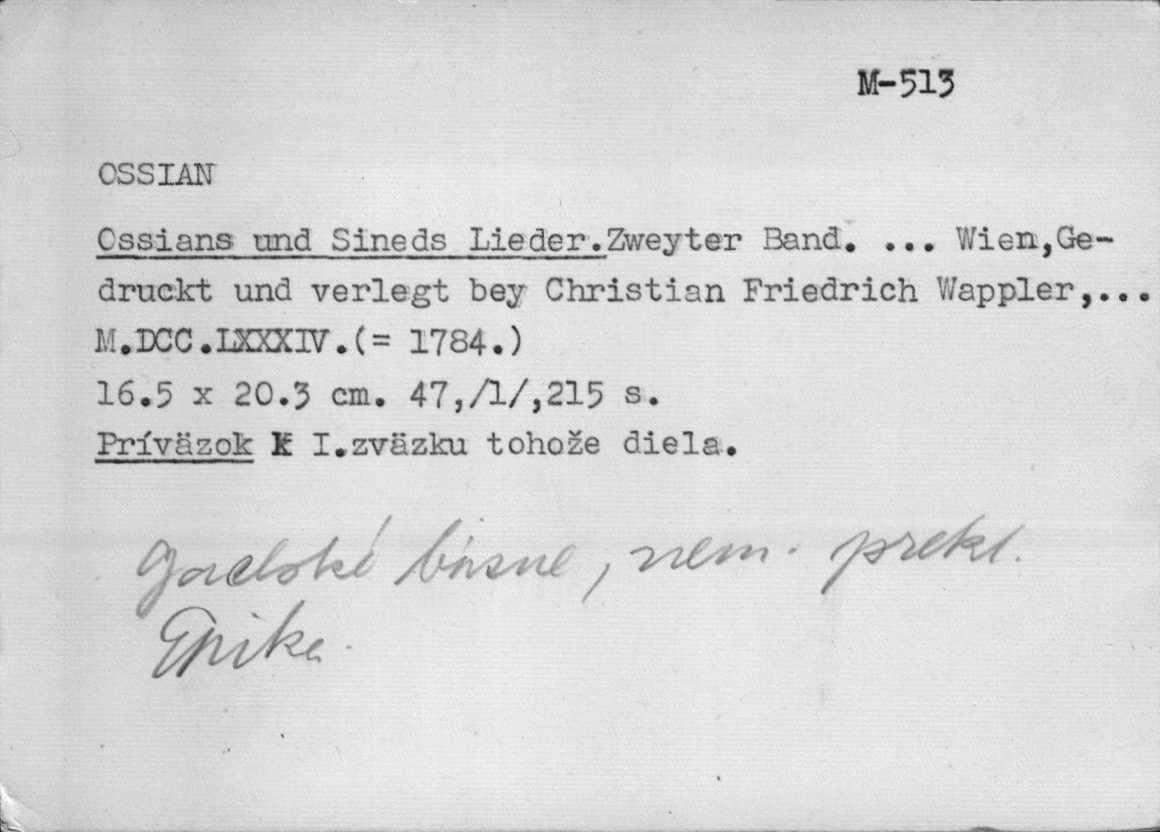 M-513
OSSIAN
Ossians und Sineds Lieder.Zweyter Band. ... Wien,Ge-
druckt und verlegt bey Christian Friedrich Wappler,...
M.DCC.LXXXIV.(= 1784.)
16.5 x 20.3 cm. 47,/1/,215 s.
Príväzok k I.zväzku tohože diela.
Gaelské básne, nem. prekl.
Epika.